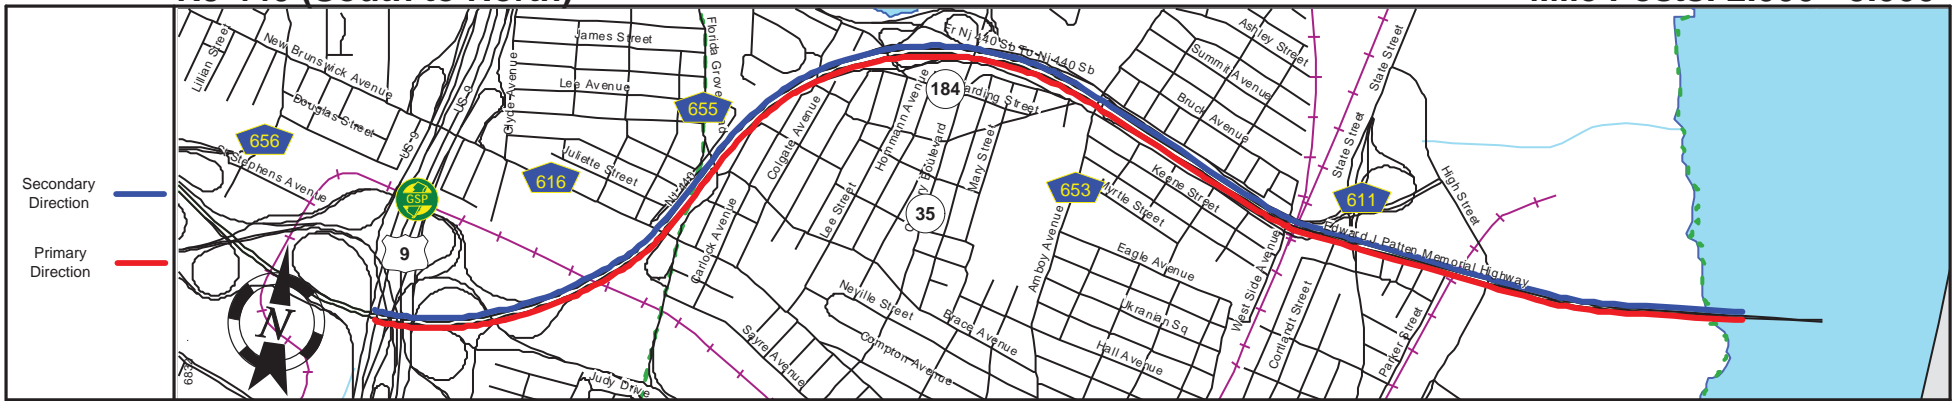 Secondary
Direction
Primary
Direction
Lillian Street
New Brunswick Avenue
Douglas Street
St Stephens Avenue
656
US-9
US-9
GSP
9
N
Clyde Avenue
James Street
Lee Avenue
Juliette Street
616
Florida Grove Rd
655
Carlock Avenue
Colgate Avenue
Lee Street
Hommann Avenue
184
35
Mary Street
Fr Nj 440 Sb To Nj 440 Sb
Neville Street
Brace Avenue
Compton Avenue
Sayre Avenue
Judy Drive
653
Amboy Avenue
Myrtle Street
Keene Street
Eagle Avenue
Ukranian Sq
Hall Avenue
Ashley Street
Summit Avenue
Bruck Avenue
State Street
State Street
611
High Street
Edward J Patten Memorial Highway
West Side Avenue
Cortlandt Street
Parker Street